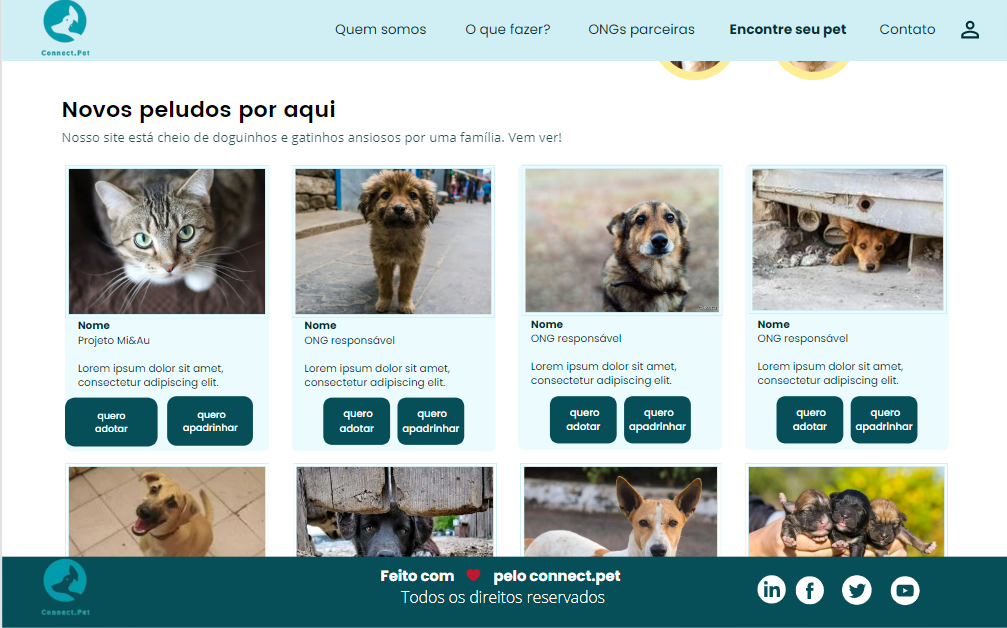 Connect.Pet
Quem somos
O que fazer?
ONGs parceiras
Encontre seu pet
Contato
Novos peludos por aqui
Nosso site está cheio de doguinhos e gatinhos ansiosos por uma família. Vem ver!
Nome
Projeto Mi&Au
Lorem ipsum dolor sit amet,
consectetur adipiscing elit.
quero
adotar
quero
apadrinhar
Nome
ONG responsável
Lorem ipsum dolor sit amet,
consectetur adipiscing elit.
quero
adotar
quero
apadrinhar
Nome
ONG responsável
Lorem ipsum dolor sit amet,
consectetur adipiscing elit.
quero
adotar
quero
apadrinhar
Nome
ONG responsável
Lorem ipsum dolor sit amet,
consectetur adipiscing elit.
quero
adotar
quero
apadrinhar
Connect.Pet
Feito com ❤ pelo connect.pet
Todos os direitos reservados
in
f